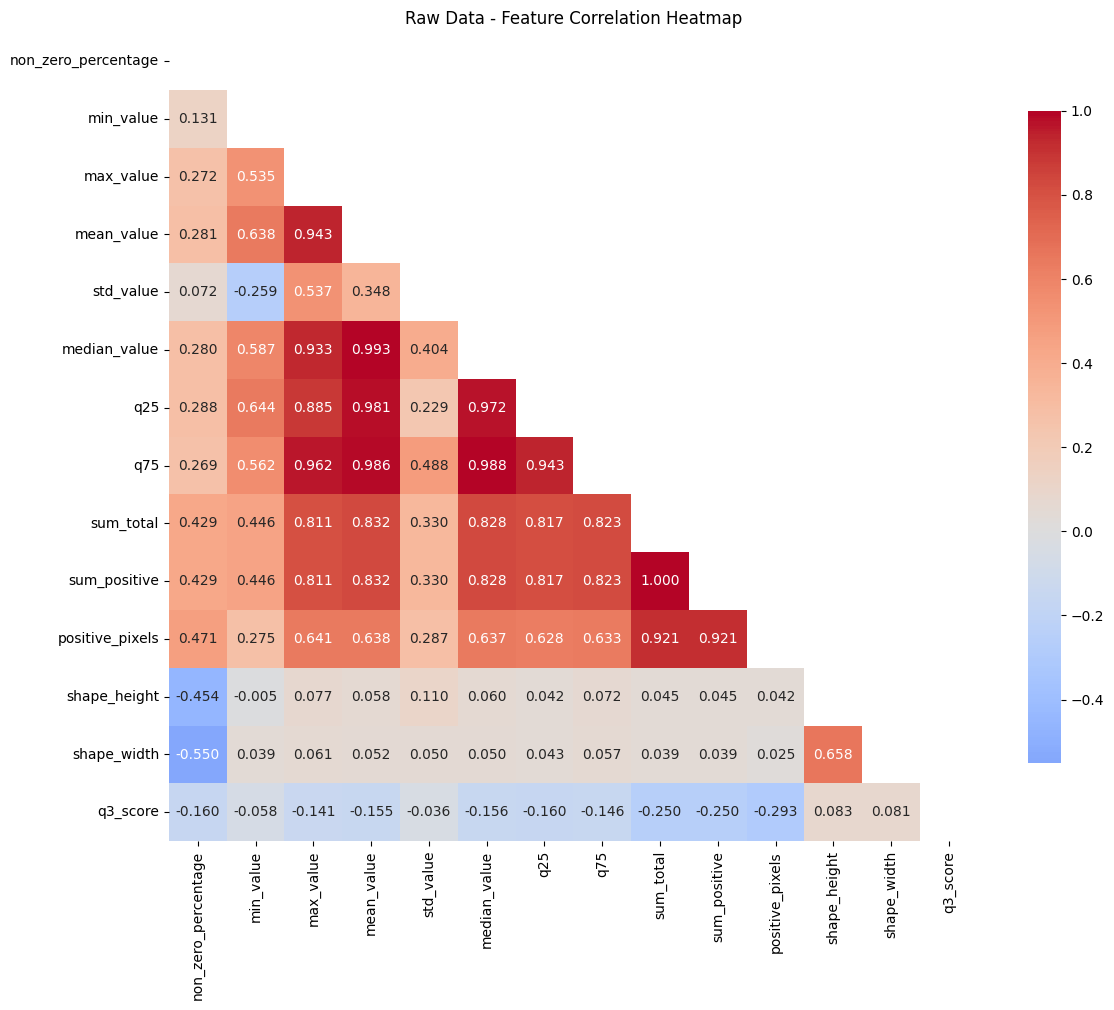 Raw Data - Feature Correlation Heatmap
non_zero_percentage
min_value 0.131
max_value 0.272 0.535
mean_value 0.281 0.638 0.943
std_value 0.072 -0.259 0.537 0.348
median_value 0.280 0.587 0.933 0.993 0.404
q25 0.288 0.644 0.885 0.981 0.229 0.972
q75 0.269 0.562 0.962 0.986 0.488 0.988 0.943
sum_total 0.429 0.446 0.811 0.832 0.330 0.828 0.817 0.823
sum_positive 0.429 0.446 0.811 0.832 0.330 0.828 0.817 0.823 1.000
positive_pixels 0.471 0.275 0.641 0.638 0.287 0.637 0.628 0.633 0.921 0.921
shape_height -0.454 -0.005 0.077 0.058 0.110 0.060 0.042 0.072 0.045 0.045 0.042
shape_width -0.550 0.039 0.061 0.052 0.050 0.050 0.043 0.057 0.039 0.039 0.025 0.658
q3_score -0.160 -0.058 -0.141 -0.155 -0.036 -0.156 -0.160 -0.146 -0.250 -0.250 -0.293 0.083 0.081
non_zero_percentage min_value max_value mean_value std_value median_value q25 q75 sum_total sum_positive positive_pixels shape_height shape_width q3_score
1.0
0.8
0.6
0.4
0.2
0.0
−0.2
−0.4